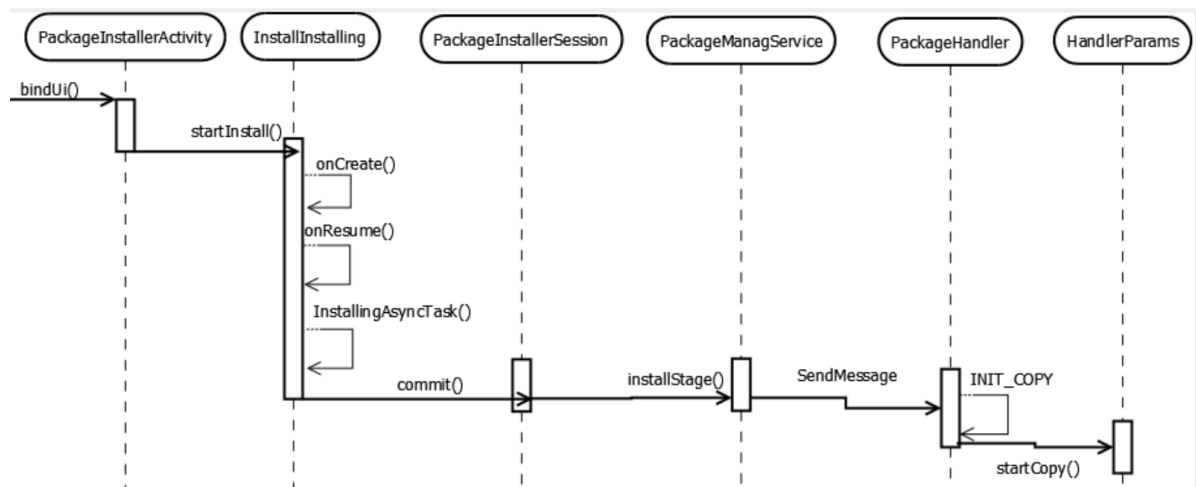 PackageInstallerActivity
InstallInstalling
PackageInstallerSession
PackageManagService
PackageHandler
HandlerParams
bindUi()
startInstall()
onCreate()
onResume()
InstallingAsyncTask()
commit()
installStage()
SendMessage
INIT_COPY
startCopy()